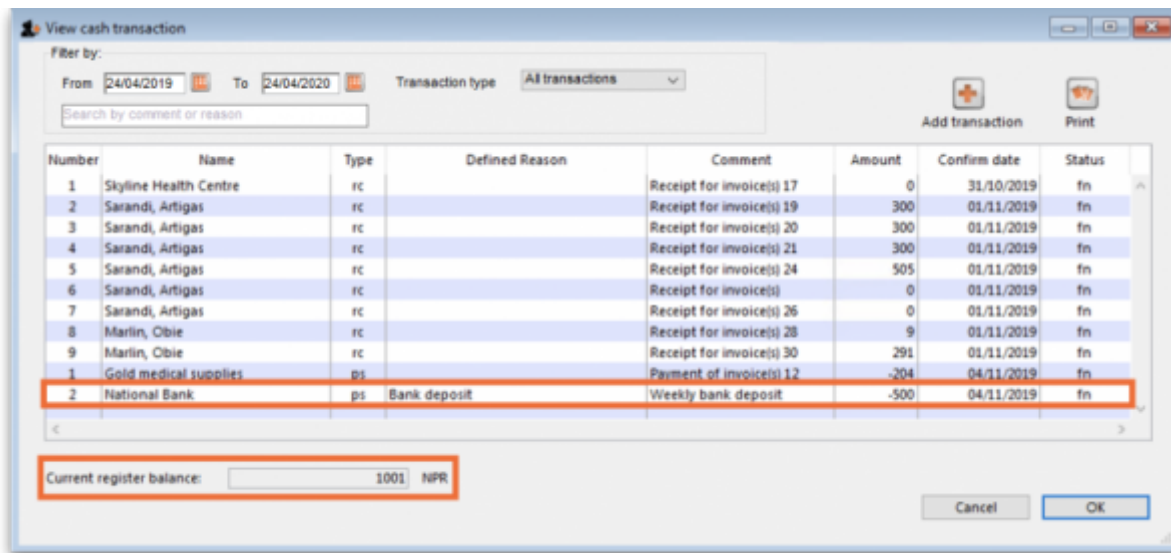 View cash transaction
Filter by:
From 24/04/2019 To 24/04/2020 Transaction type All transactions
Search by comment or reason
Add transaction Print
Number Name Type Defined Reason Comment Amount Confirm date Status
1 Skyline Health Centre rc Receipt for invoice(s) 17 0 31/10/2019 fn
2 Sarandi, Artigas rc Receipt for invoice(s) 19 300 01/11/2019 fn
3 Sarandi, Artigas rc Receipt for invoice(s) 20 300 01/11/2019 fn
4 Sarandi, Artigas rc Receipt for invoice(s) 21 300 01/11/2019 fn
5 Sarandi, Artigas rc Receipt for invoice(s) 24 505 01/11/2019 fn
6 Sarandi, Artigas rc Receipt for invoice(s) 0 01/11/2019 fn
7 Sarandi, Artigas rc Receipt for invoice(s) 26 0 01/11/2019 fn
8 Marlin, Obie rc Receipt for invoice(s) 28 9 01/11/2019 fn
9 Marlin, Obie rc Receipt for invoice(s) 30 291 01/11/2019 fn
1 Gold medical supplies ps Payment of invoice(s) 12 -204 04/11/2019 fn
2 National Bank ps Bank deposit Weekly bank deposit -500 04/11/2019 fn
Current register balance: 1001 NPR
Cancel OK